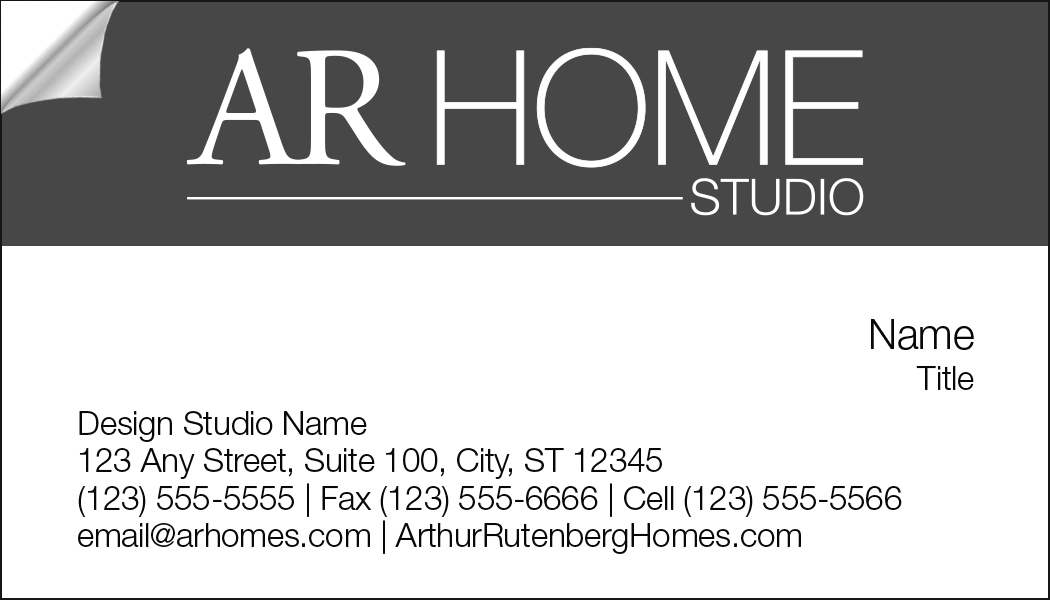 AR HOME
STUDIO
Name
Title
Design Studio Name
123 Any Street, Suite 100, City, ST 12345
(123) 555-5555 | Fax (123) 555-6666 | Cell (123) 555-5566
email@arhomes.com | ArthurRutenbergHomes.com